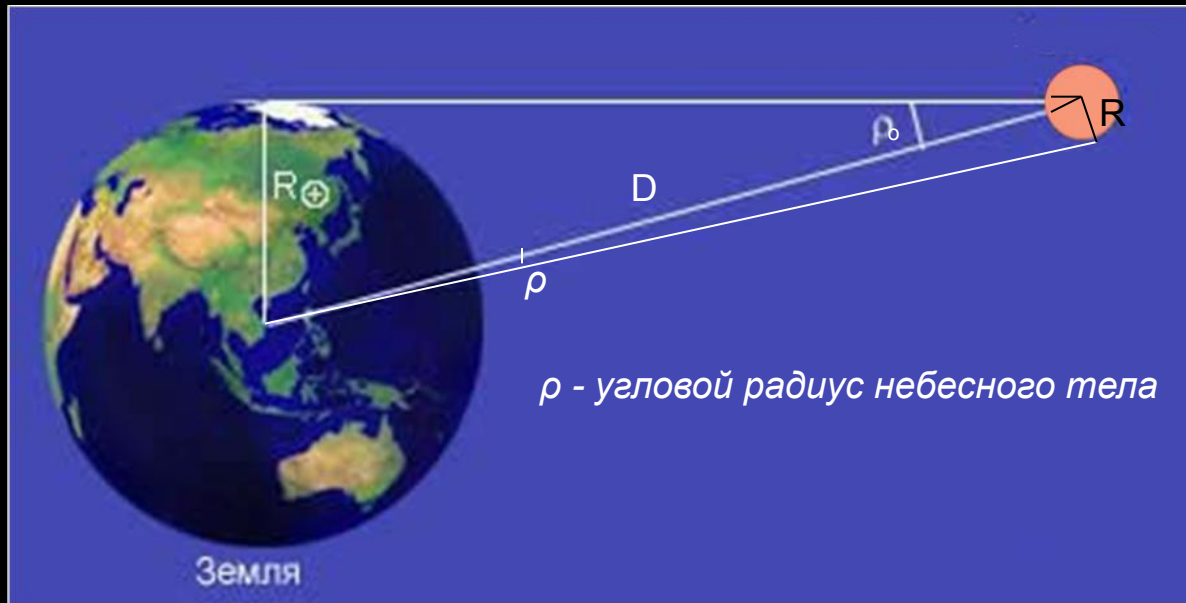 R
ρ₀
R⊕
D
ρ
ρ - угловой радиус небесного тела
Земля